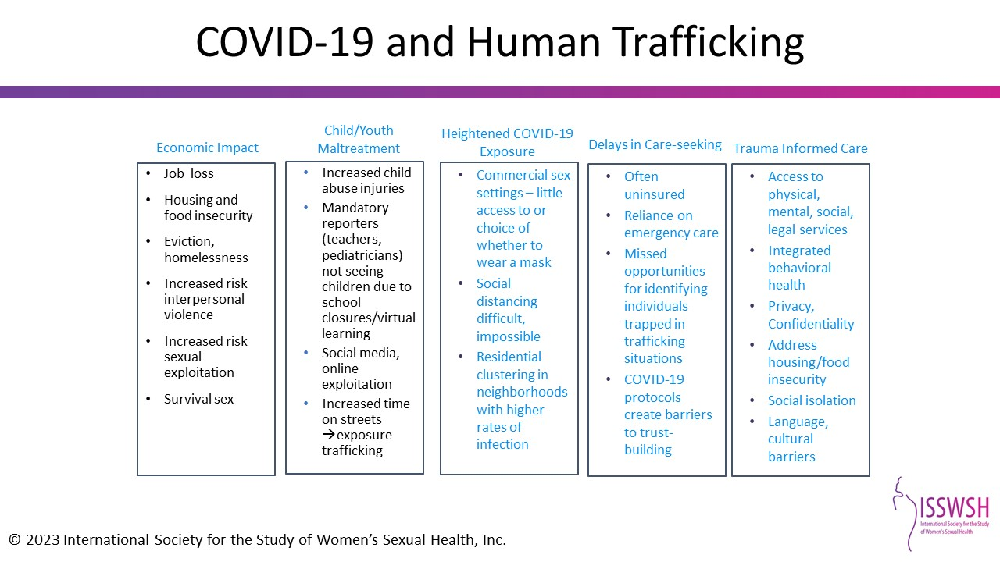 COVID-19 and Human Trafficking
Economic Impact
• Job loss
• Housing and
food insecurity
• Eviction,
homelessness
• Increased risk
interpersonal
violence
• Increased risk
sexual
exploitation
• Survival sex
Child/Youth
Maltreatment
• Increased child
abuse injuries
• Mandatory
reporters
(teachers,
pediatricians)
not seeing
children due to
school
closures/virtual
learning
• Social media,
online
exploitation
• Increased time
on streets
→exposure
trafficking
Heightened COVID-19
Exposure
• Commercial sex
settings – little
access to or
choice of
whether to
wear a mask
• Social
distancing
difficult,
impossible
• Residential
clustering in
neighborhoods
with higher
rates of
infection
Delays in Care-seeking
• Often
uninsured
• Reliance on
emergency care
• Missed
opportunities
for identifying
individuals
trapped in
trafficking
situations
• COVID-19
protocols
create barriers
to trust-
building
Trauma Informed Care
• Access to
physical,
mental, social,
legal services
• Integrated
behavioral
health
• Privacy,
Confidentiality
• Address
housing/food
insecurity
• Social isolation
• Language,
cultural
barriers
ISSWSH
International Society for the Study
of Women's Sexual Health
© 2023 International Society for the Study of Women's Sexual Health, Inc.